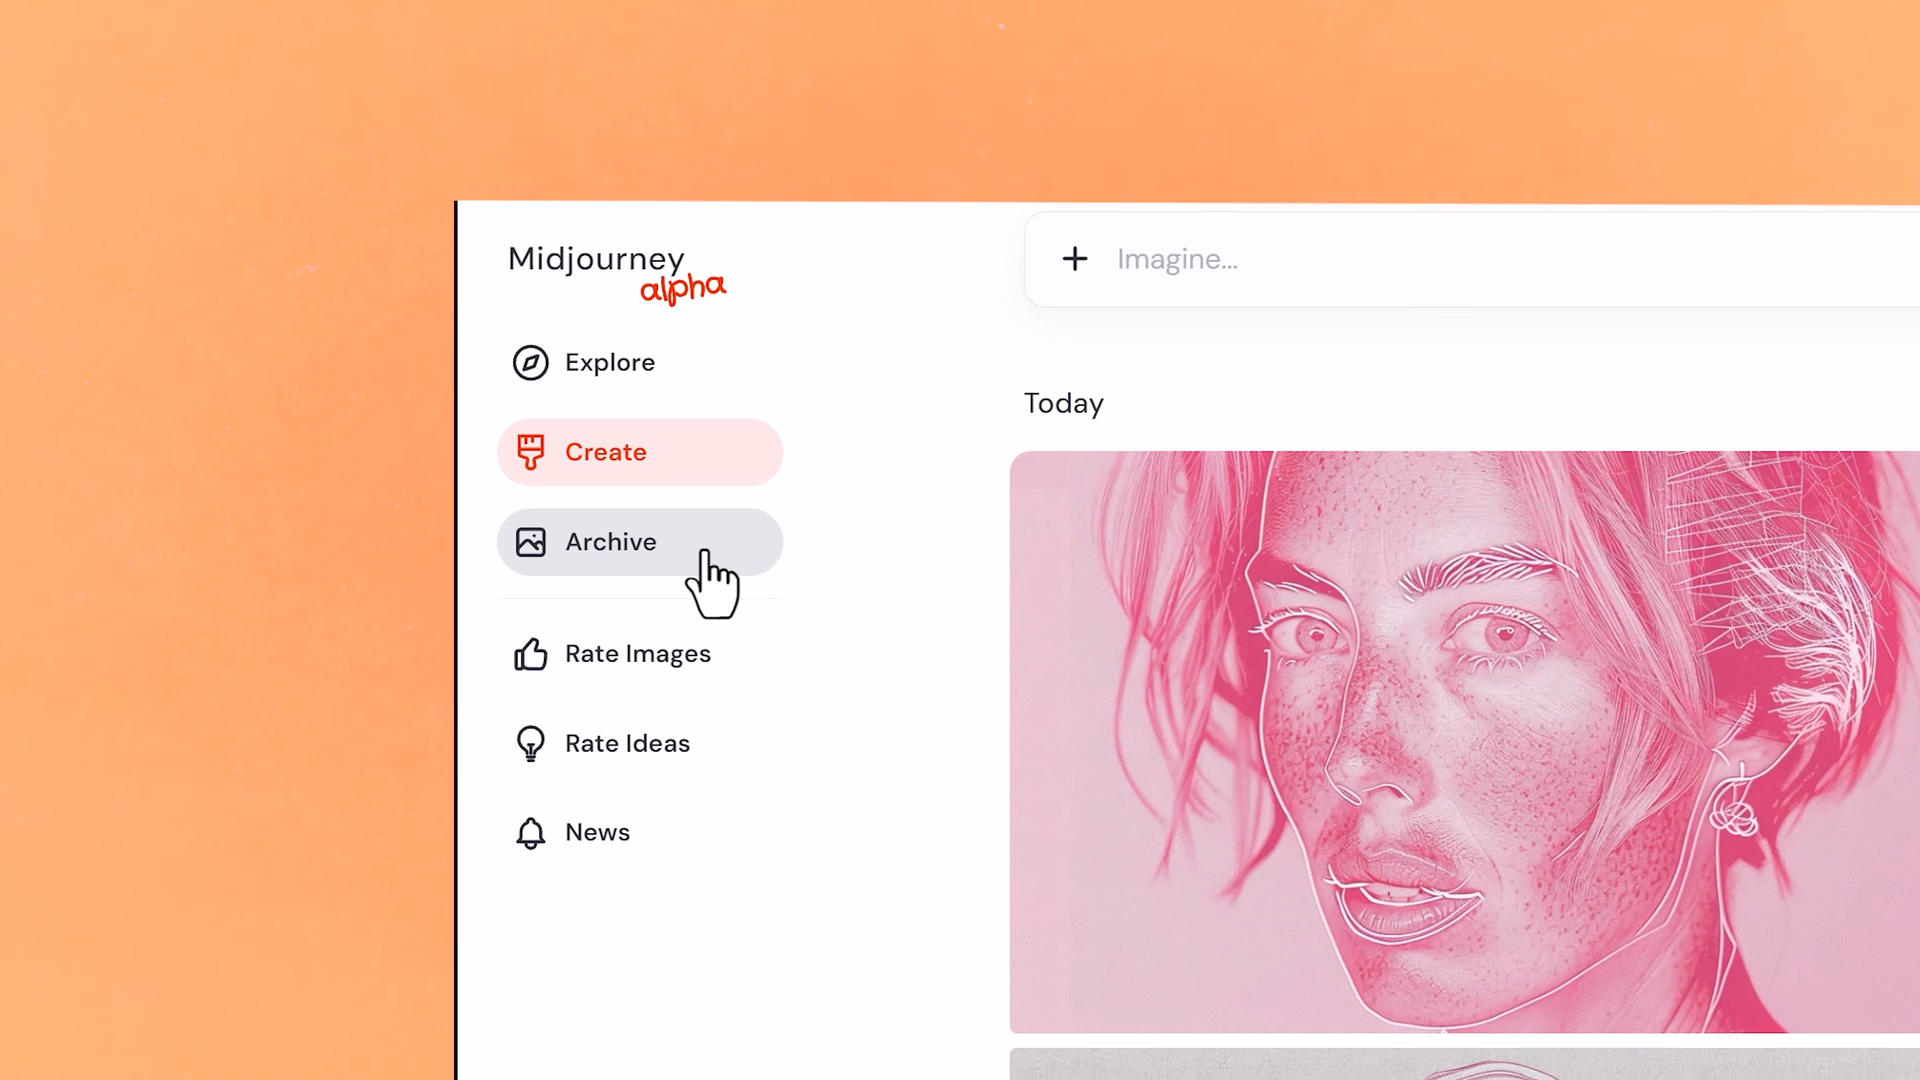 Midjourney
alpha
Explore
Create
Archive
Rate Images
Rate Ideas
News
Imagine...
Today